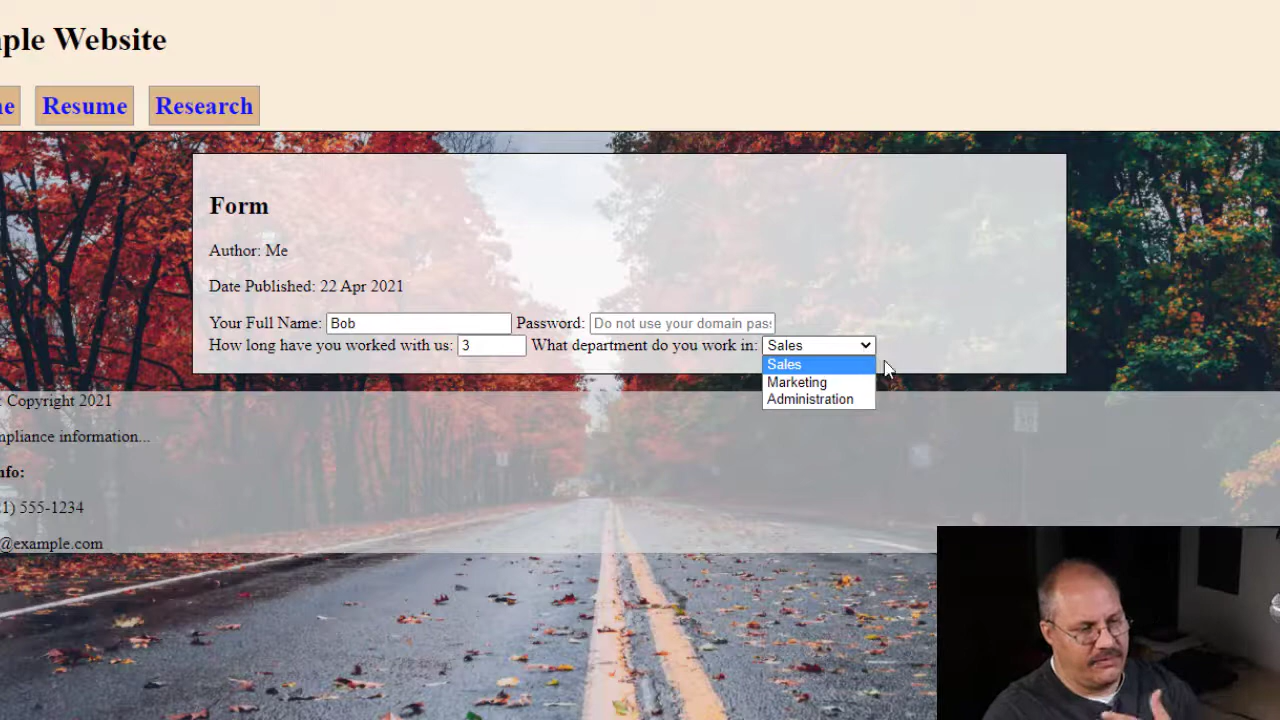 ple Website
e Resume Research
Form
Author: Me
Date Published: 22 Apr 2021
Your Full Name: Bob Password: Do not use your domain pas
How long have you worked with us: 3 What department do you work in: Sales
Sales
Marketing
Administration
: Copyright 2021
pliance information...
nfo:
1) 555-1234
@example.com